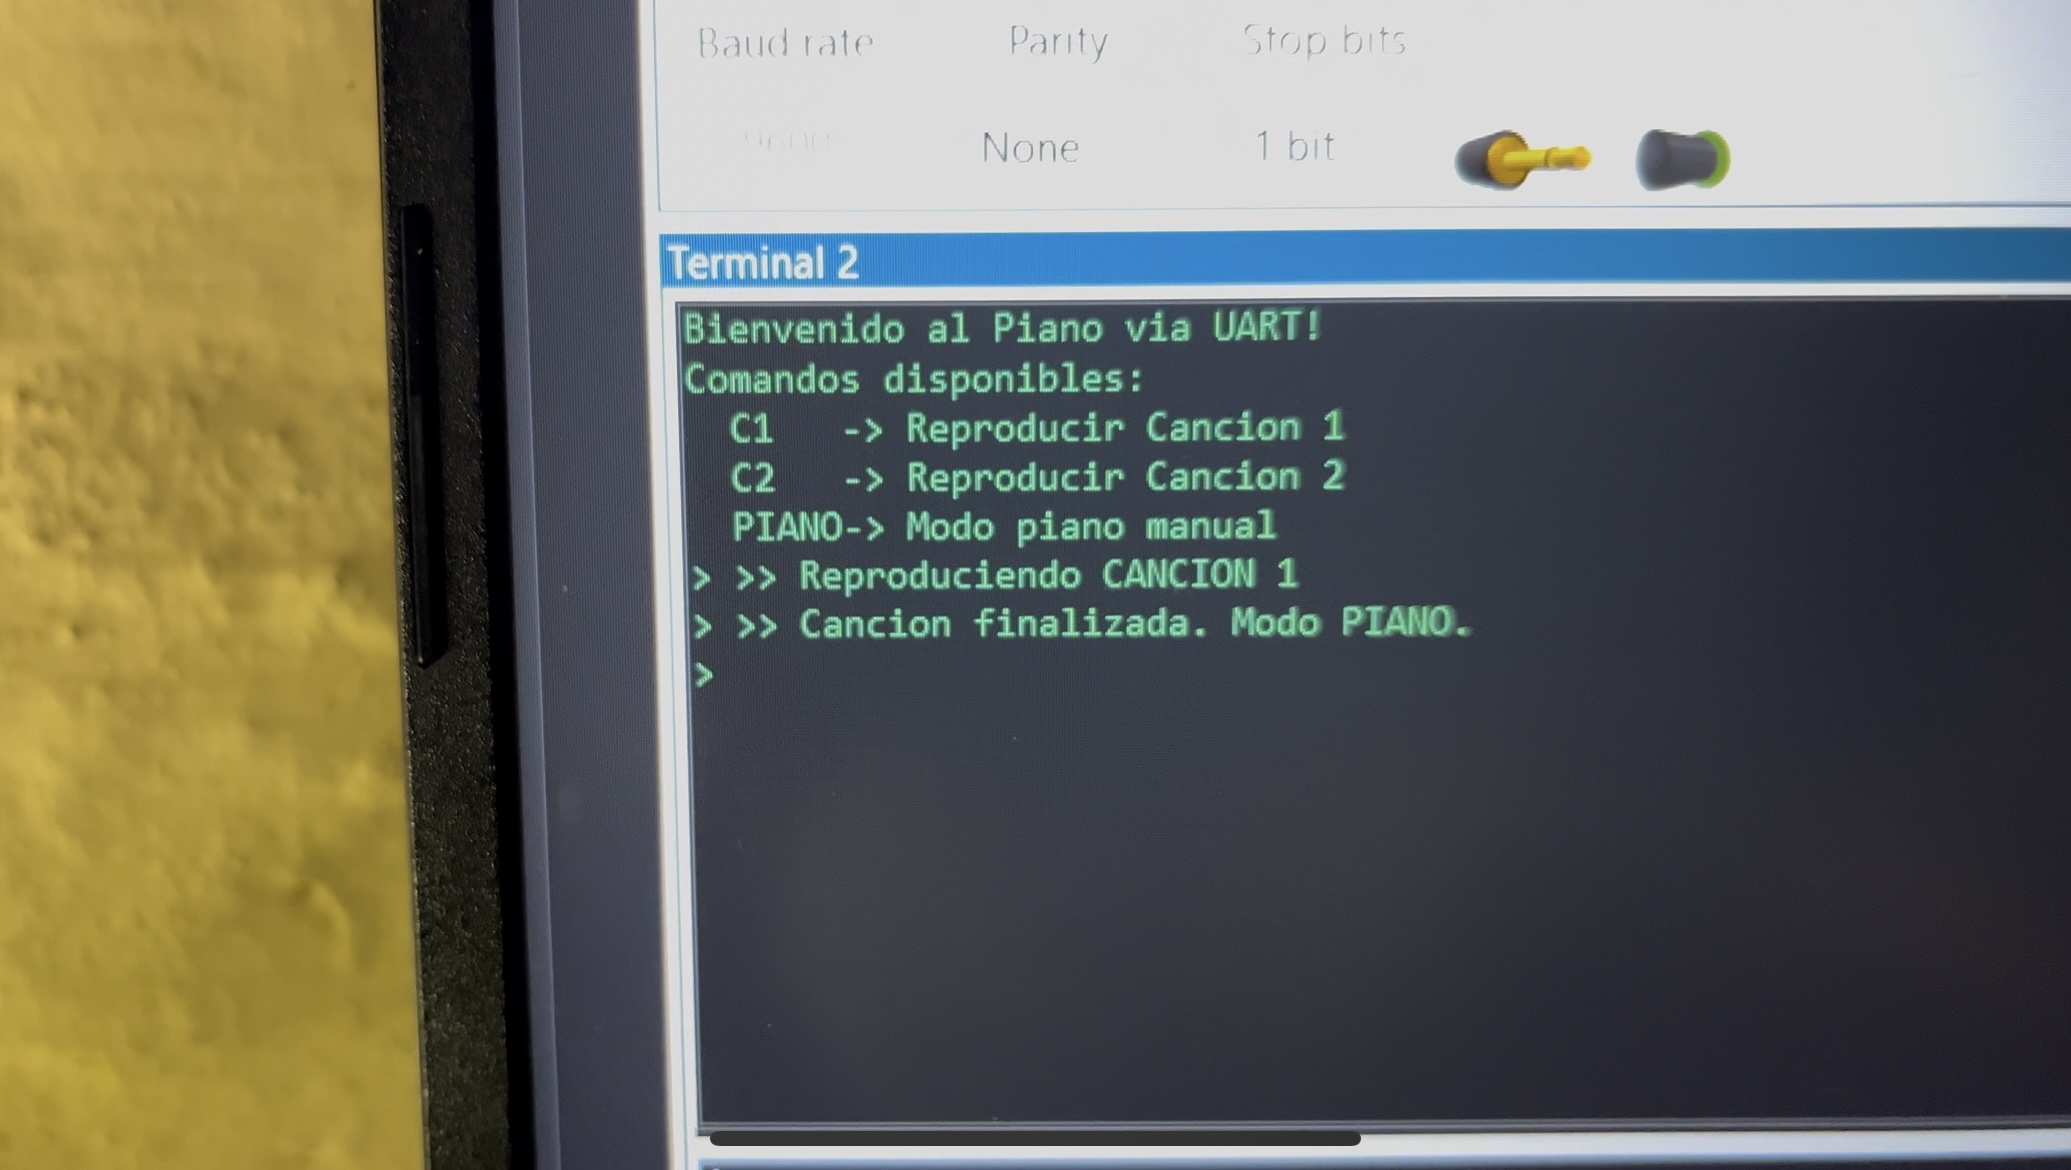 Baud rate Parity Stop bits
None 1 bit
Terminal 2
Bienvenido al Piano via UART!
Comandos disponibles:
C1 -> Reproducir Cancion 1
C2 -> Reproducir Cancion 2
PIANO-> Modo piano manual
> >> Reproduciendo CANCION 1
> >> Cancion finalizada. Modo PIANO.
>